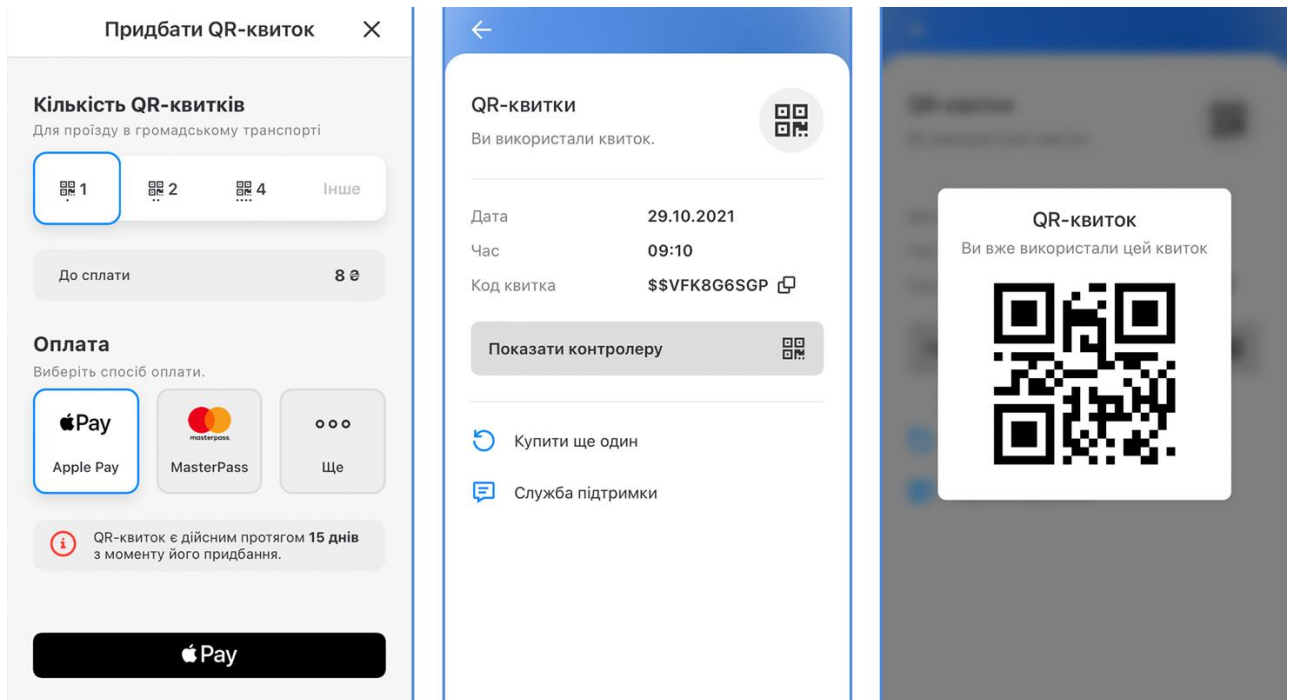 Придбати QR-квиток
Кількість QR-квитків
Для проїзду в громадському транспорті
1
2
4
Інше
До сплати 8 ₴
Оплата
Виберіть спосіб оплати.
Pay
masterpass
Apple Pay
MasterPass
Ще
QR-квиток є дійсним протягом 15 днів
з моменту його придбання.
Pay
QR-квитки
Ви використали квиток.
Дата 29.10.2021
Час 09:10
Код квитка $$VFK8G6SGP
Показати контролеру
Купити ще один
Служба підтримки
QR-квиток
Ви вже використали цей квиток